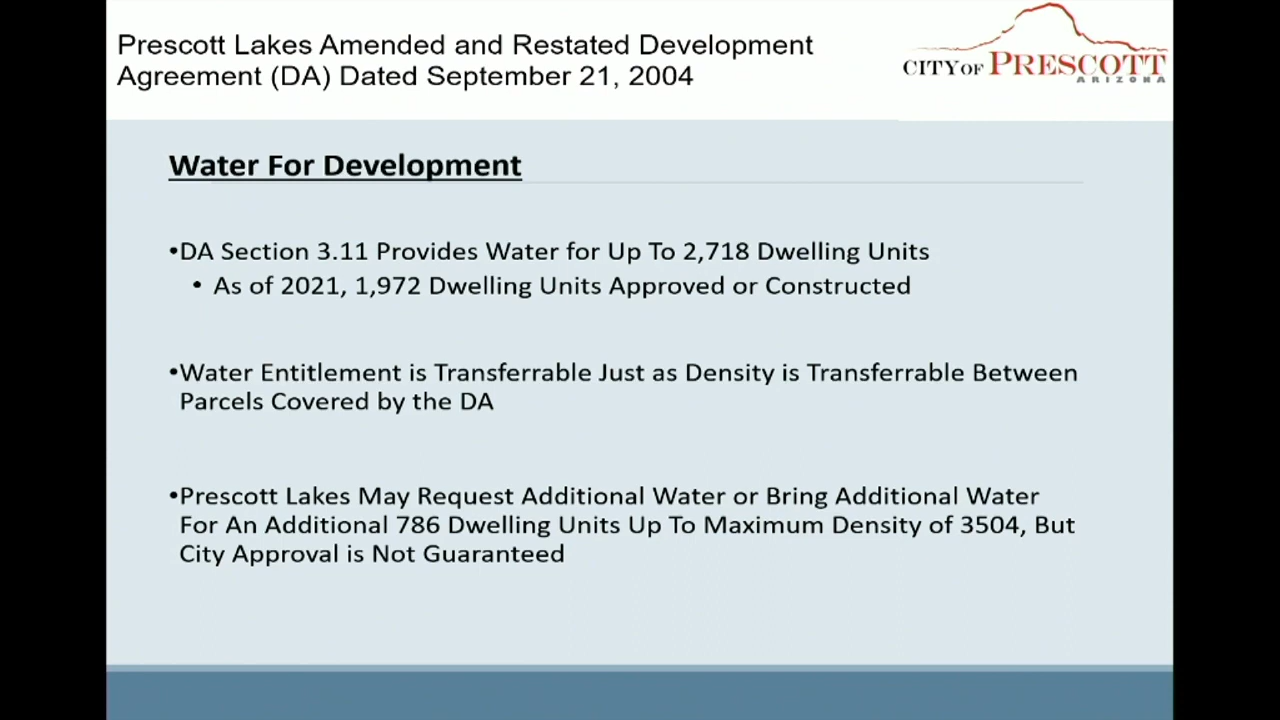 Prescott Lakes Amended and Restated Development
Agreement (DA) Dated September 21, 2004
CITY OF PRESCOTT
ARIZONA
Water For Development
•DA Section 3.11 Provides Water for Up To 2,718 Dwelling Units
• As of 2021, 1,972 Dwelling Units Approved or Constructed
•Water Entitlement is Transferrable Just as Density is Transferrable Between
Parcels Covered by the DA
•Prescott Lakes May Request Additional Water or Bring Additional Water
For An Additional 786 Dwelling Units Up To Maximum Density of 3504, But
City Approval is Not Guaranteed